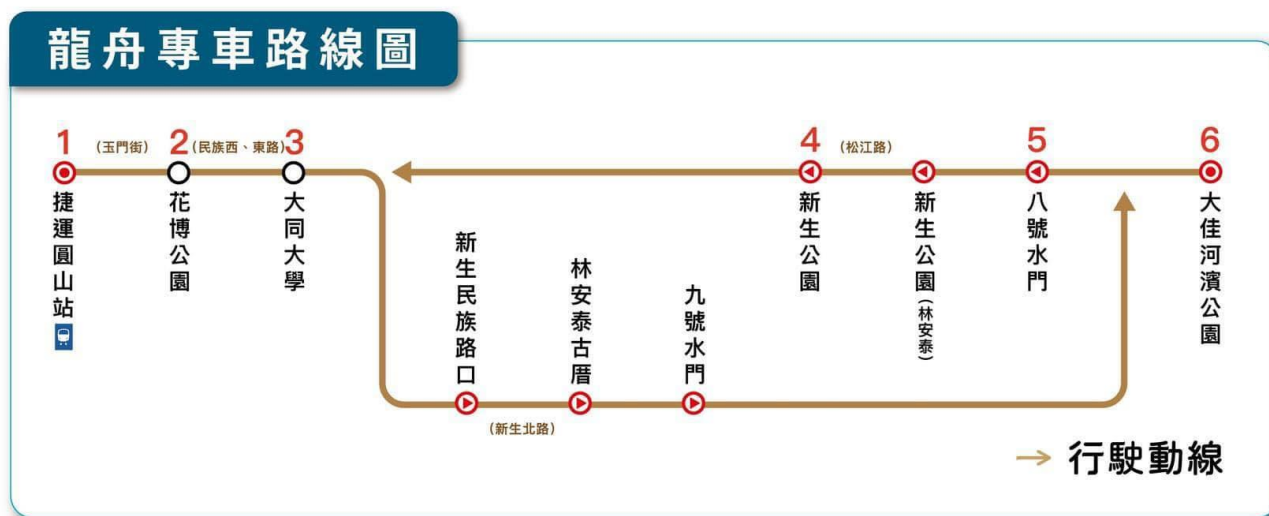 龍舟專車路線圖
1
(玉門街)
2
(民族西、東路)
3
4
(松江路)
5
6
捷運圓山站
花博公園
大同大學
新生民族路口
林安泰古厝
九號水門
新生公園
新生公園(林安泰)
八號水門
大佳河濱公園
(新生北路)
行駛動線